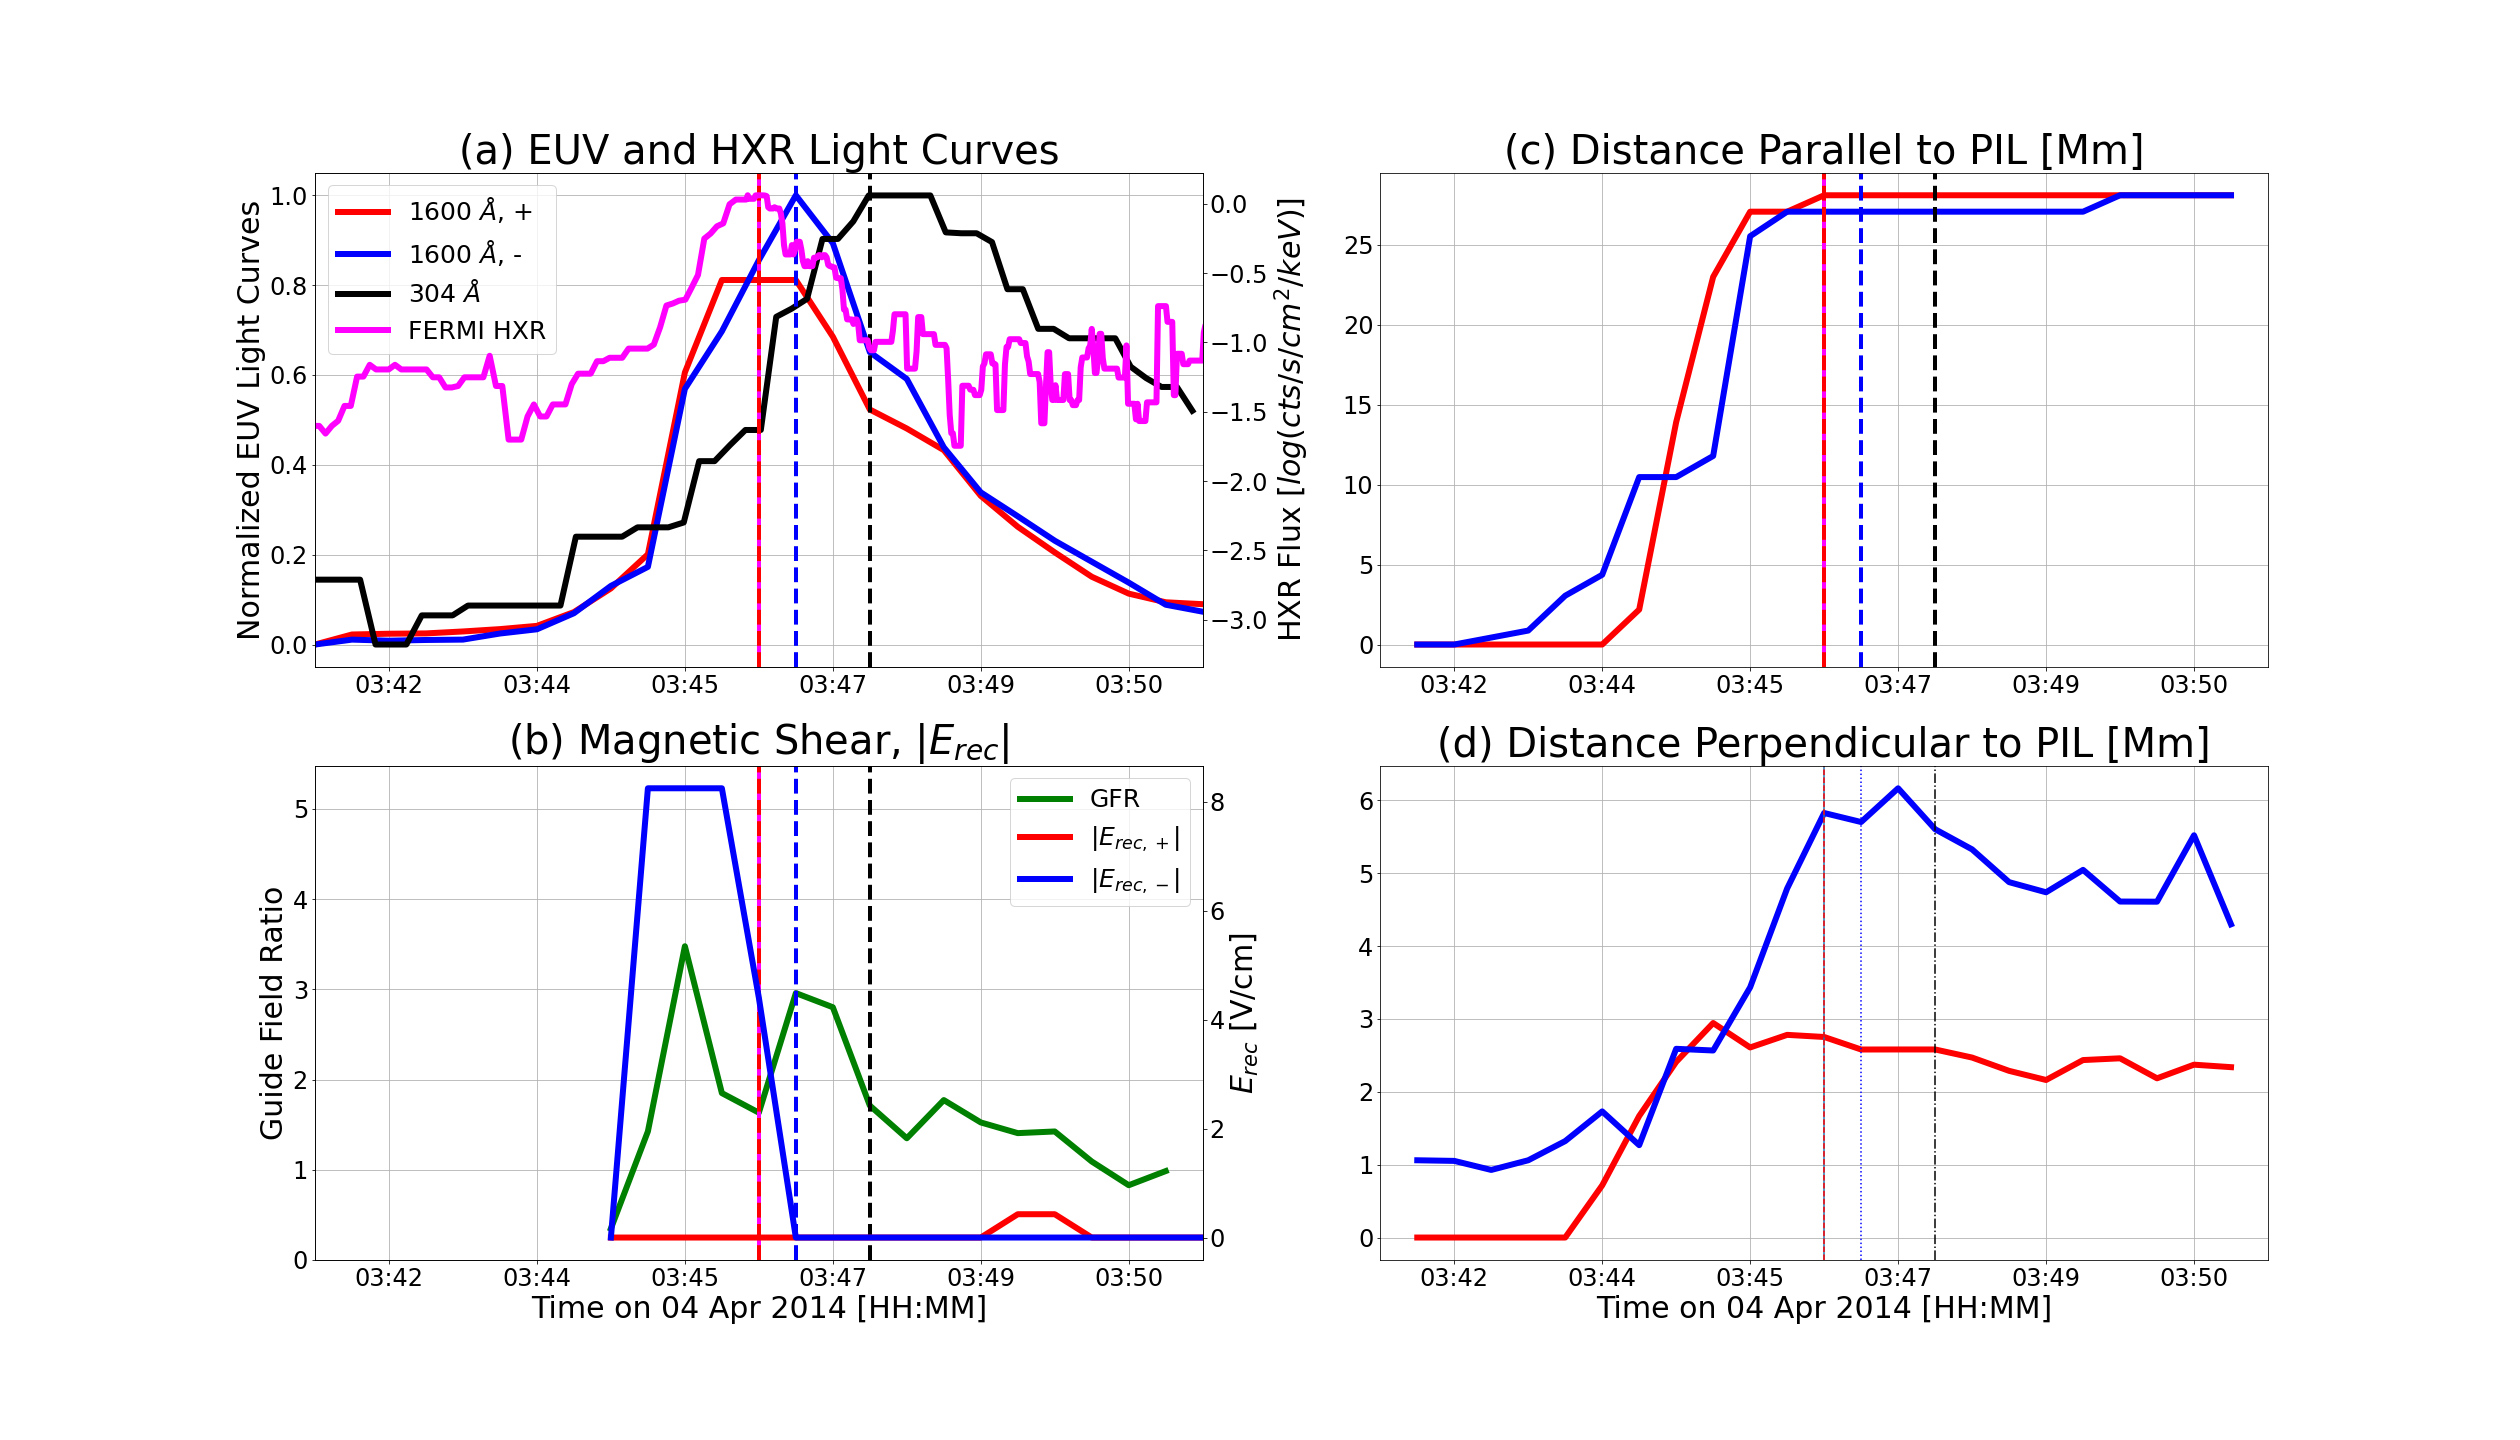 (a) EUV and HXR Light Curves
Normalized EUV Light Curves
1.0
0.8
0.6
0.4
0.2
0.0
1600 Å, +
1600 Å, -
304 Å
FERMI HXR
0.0
−0.5
−1.0
−1.5
−2.0
−2.5
−3.0
HXR Flux [log(cts/s/cm²/keV)]
03:42 03:44 03:45 03:47 03:49 03:50
(c) Distance Parallel to PIL [Mm]
25
20
15
10
5
0
03:42 03:44 03:45 03:47 03:49 03:50
(b) Magnetic Shear, |E_rec|
Guide Field Ratio
5
4
3
2
1
0
GFR
|E_rec, +|
|E_rec, −|
8
6
4
2
0
E_rec [V/cm]
03:42 03:44 03:45 03:47 03:49 03:50
Time on 04 Apr 2014 [HH:MM]
(d) Distance Perpendicular to PIL [Mm]
6
5
4
3
2
1
0
03:42 03:44 03:45 03:47 03:49 03:50
Time on 04 Apr 2014 [HH:MM]